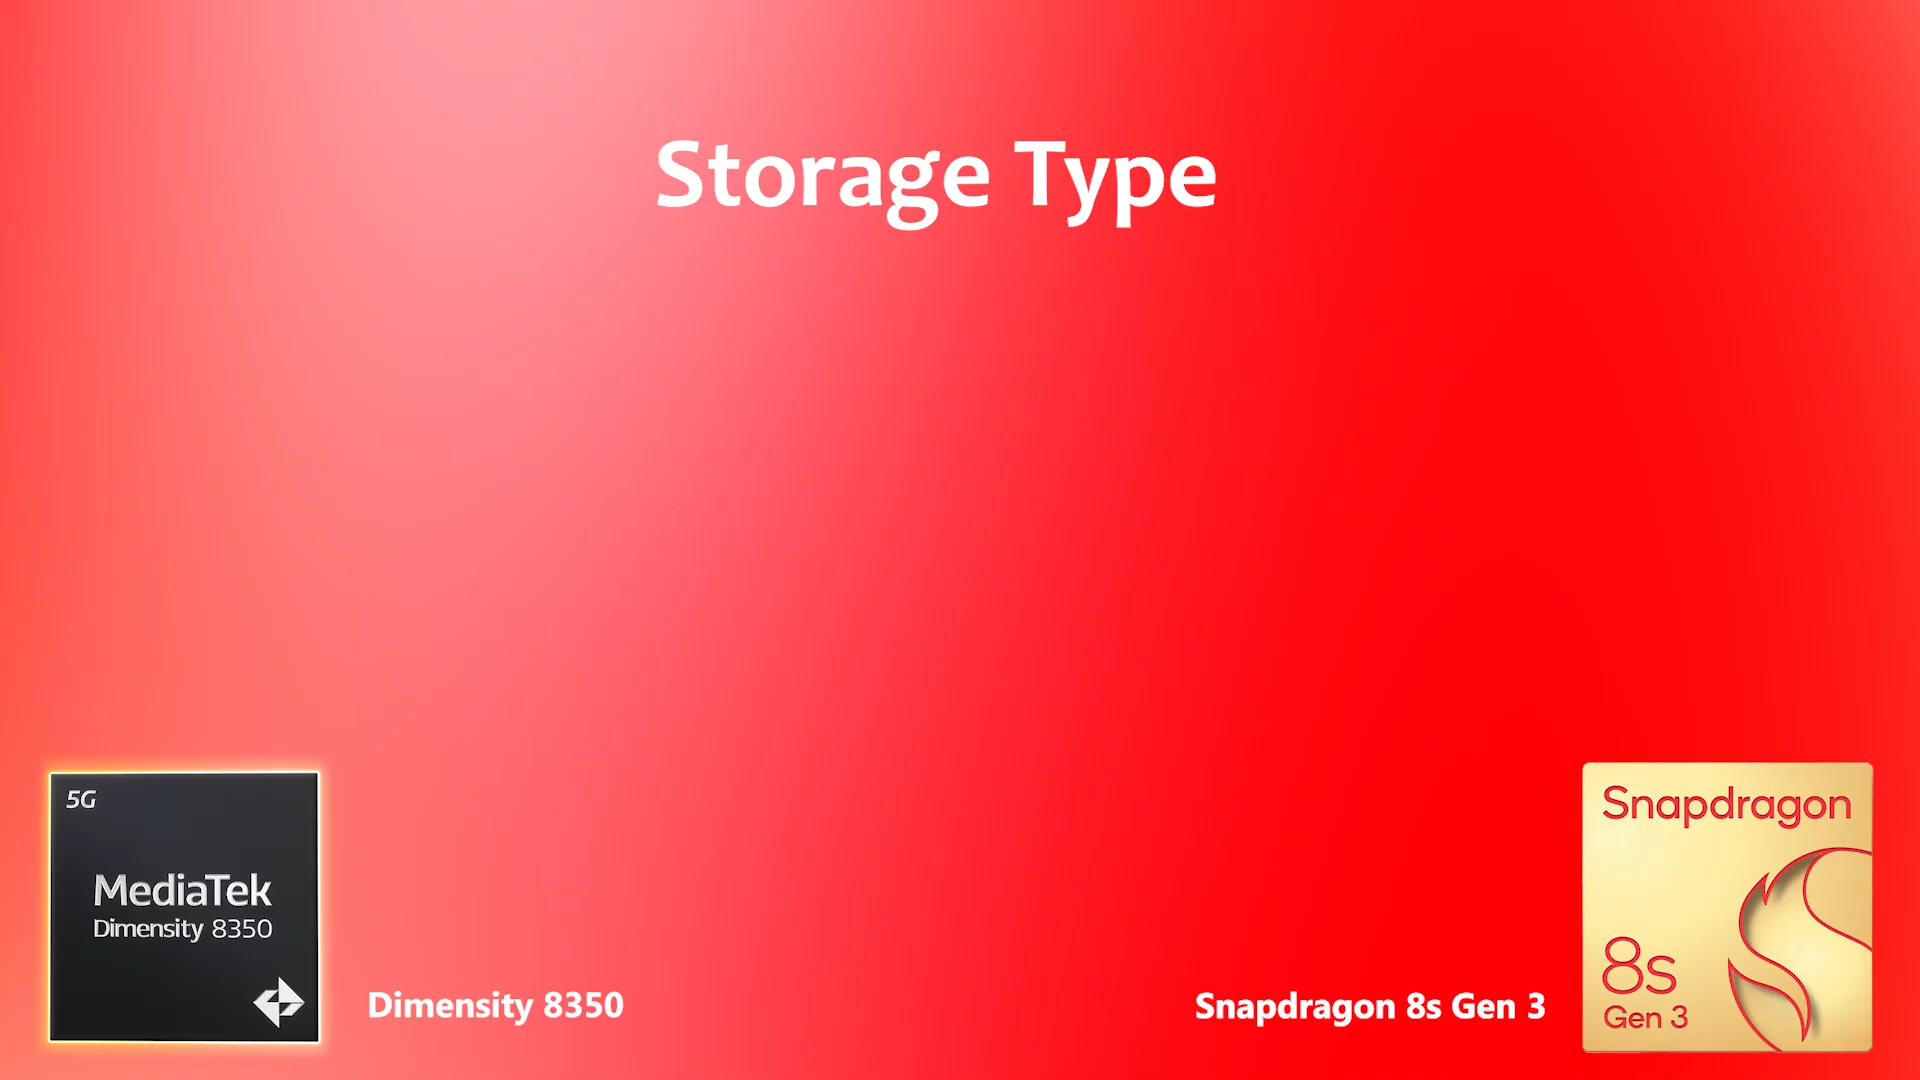 Storage Type
5G
MediaTek
Dimensity 8350
Dimensity 8350
Snapdragon 8s Gen 3
Snapdragon
8s
Gen 3